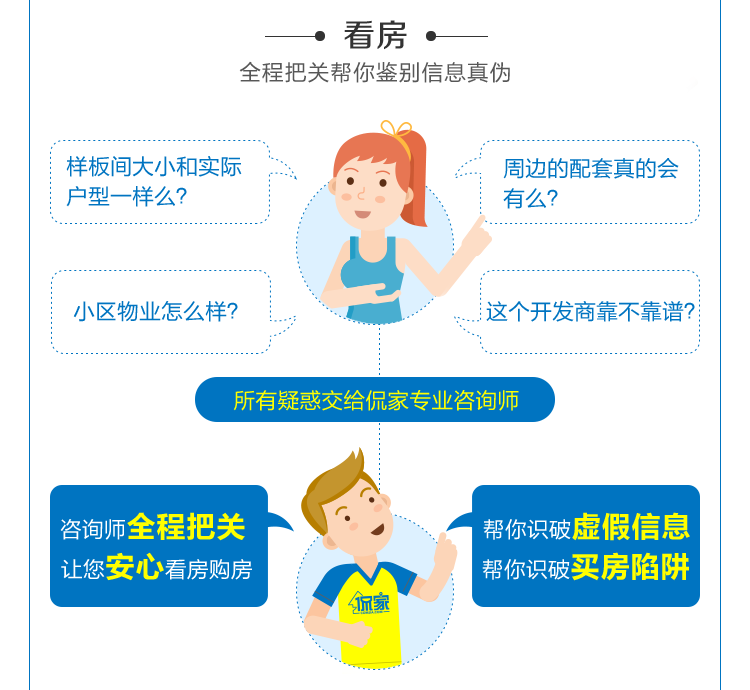 看房
全程把关帮你鉴别信息真伪
样板间大小和实际
户型一样么?
周边的配套真的会
有么?
小区物业怎么样?
这个开发商靠不靠谱?
所有疑惑交给侃家专业咨询师
咨询师全程把关
让您安心看房购房
帮你识破虚假信息
帮你识破买房陷阱
侃家